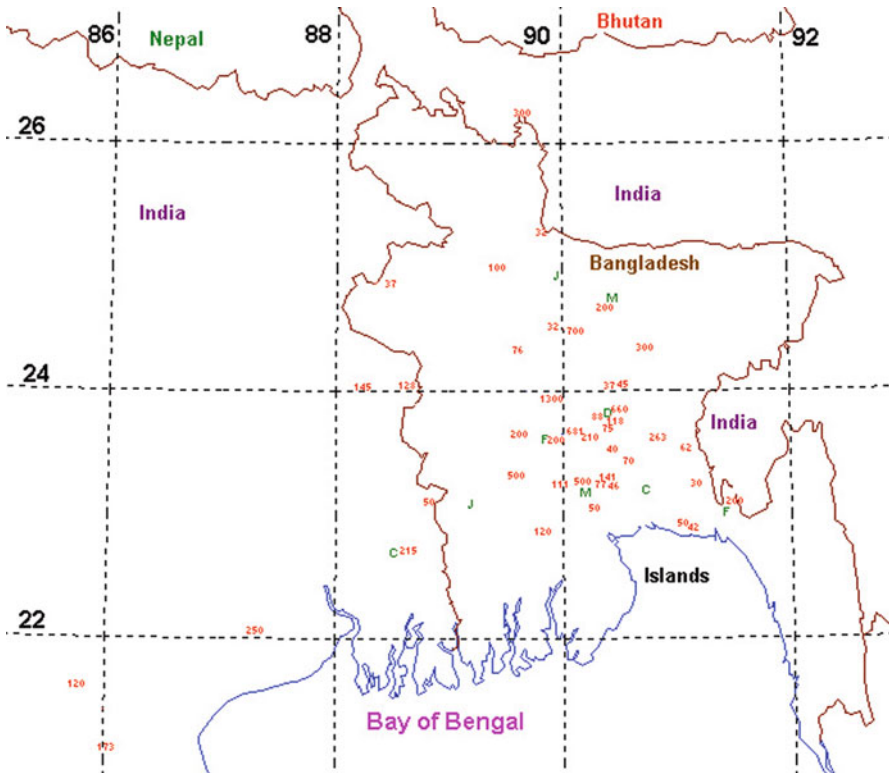 86
Nepal
88
90
Bhutan
92
300
26
India
India
32
Bangladesh
100
J
37
M
200
32
700
76
300
24
145
128
37
45
1300
D
660
88
118
75
200
F
200
681
210
263
40
62
India
70
500
111
500
77
141
46
M
C
30
50
J
50
200
F
120
50
42
C
215
Islands
22
250
120
Bay of Bengal
173